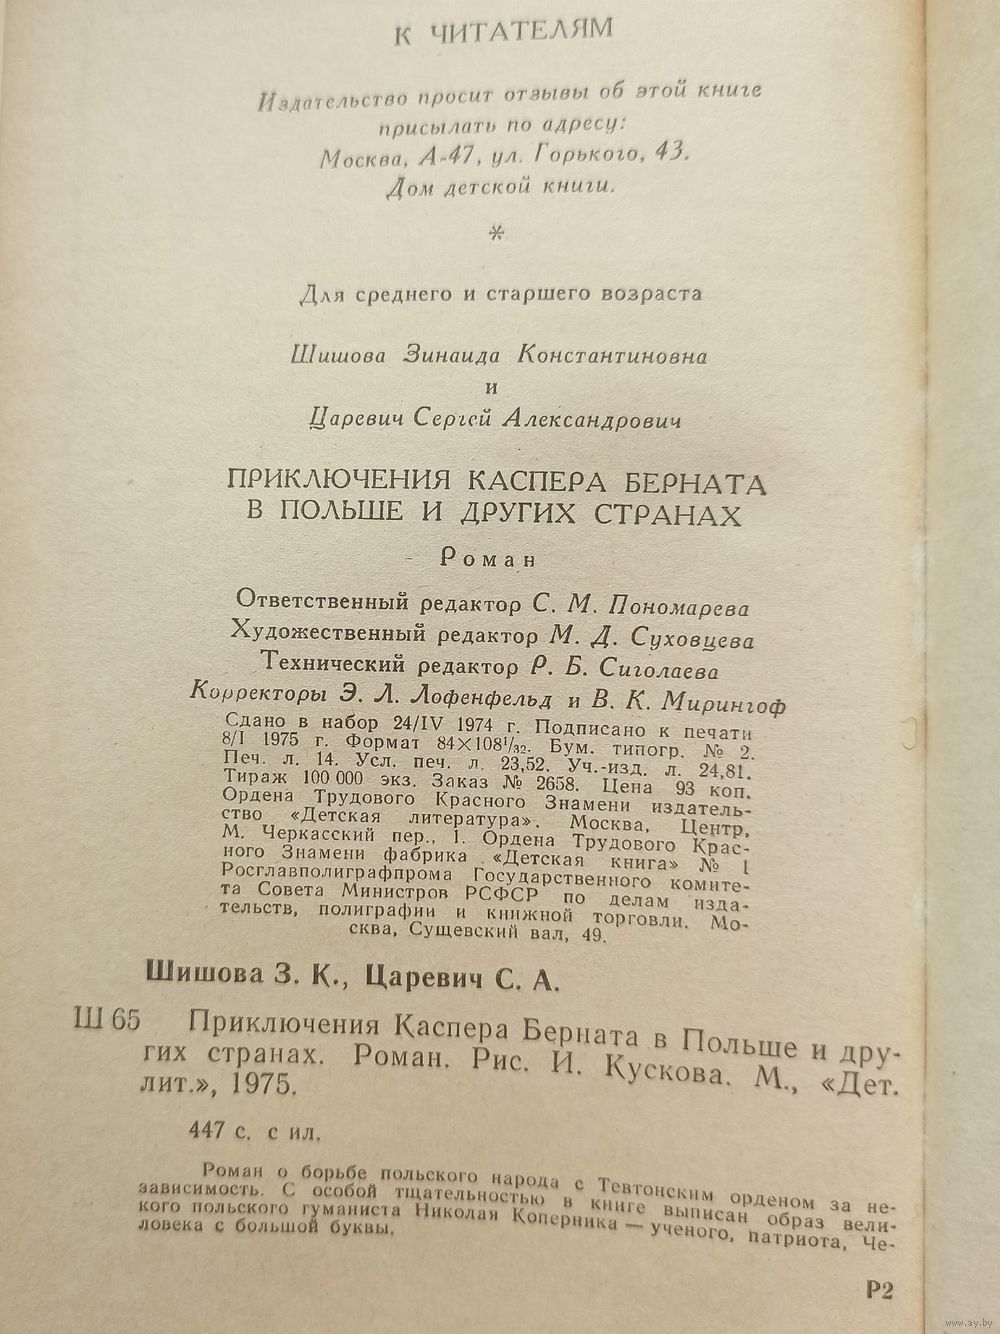 К ЧИТАТЕЛЯМ
Издательство просит отзывы об этой книге
присылать по адресу:
Москва, А-47, ул. Горького, 43.
Дом детской книги.
*
Для среднего и старшего возраста
Шишова Зинаида Константиновна
и
Царевич Сергей Александрович
ПРИКЛЮЧЕНИЯ КАСПЕРА БЕРНАТА
В ПОЛЬШЕ И ДРУГИХ СТРАНАХ
Роман
Ответственный редактор С. М. Пономарева
Художественный редактор М. Д. Суховцева
Технический редактор Р. Б. Сиголаева
Корректоры Э. Л. Лофенфельд и В. К. Мирингоф
Сдано в набор 24/IV 1974 г. Подписано к печати
8/I 1975 г. Формат 84×108¹/₃₂. Бум. типогр. № 2.
Печ. л. 14. Усл. печ. л. 23,52. Уч.-изд. л. 24,81.
Тираж 100 000 экз. Заказ № 2658. Цена 93 коп.
Ордена Трудового Красного Знамени издатель-
ство «Детская литература». Москва, Центр,
М. Черкасский пер., 1. Ордена Трудового Крас-
ного Знамени фабрика «Детская книга» № 1
Росглавполиграфпрома Государственного комите-
та Совета Министров РСФСР по делам изда-
тельств, полиграфии и книжной торговли. Мо-
сква, Сущевский вал, 49.
Шишова З. К., Царевич С. А.
Ш 65 Приключения Каспера Берната в Польше и дру-
гих странах. Роман. Рис. И. Кускова. М., «Дет.
лит.», 1975.
447 с. с ил.
Роман о борьбе польского народа с Тевтонским орденом за не-
зависимость. С особой тщательностью в книге выписан образ вели-
кого польского гуманиста Николая Коперника — ученого, патриота, Че-
ловека с большой буквы.
Р2
www.ay.by